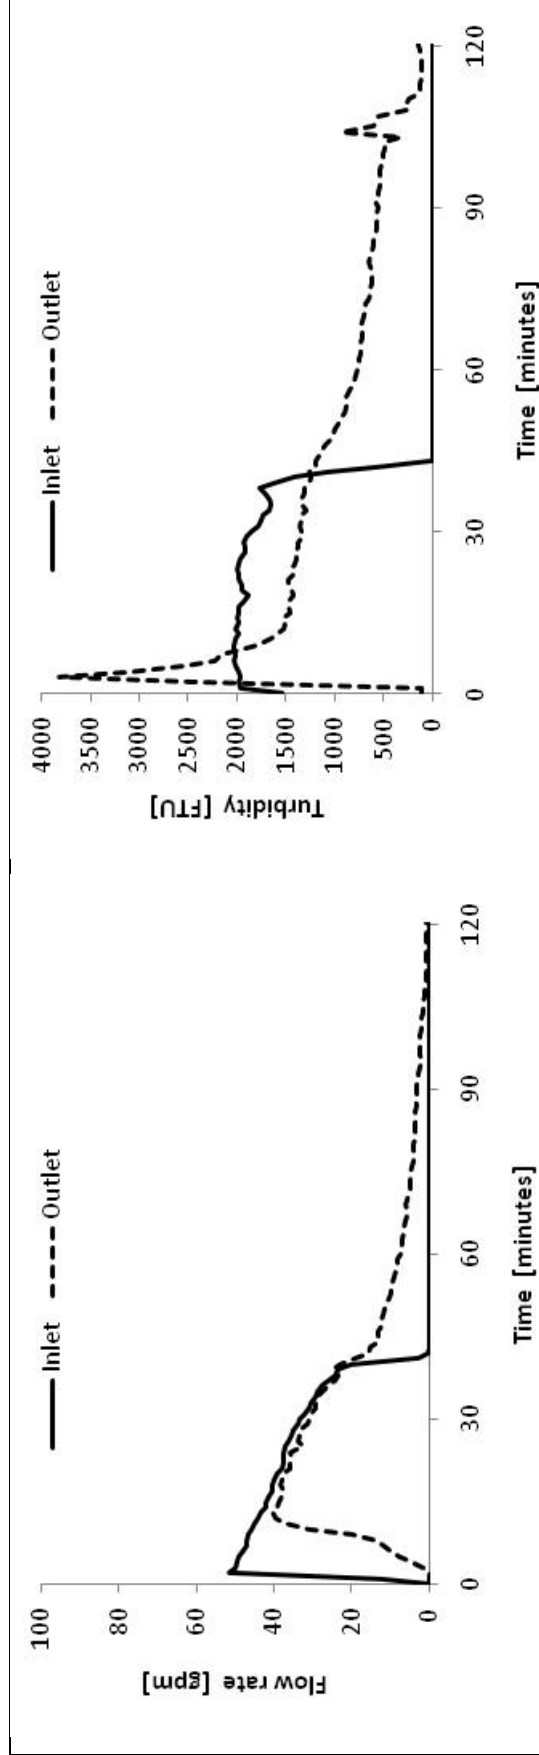 Inlet Outlet
100
80
60
40
20
0
Flow rate [gpm]
0 30 60 90 120
Time [minutes]
Inlet Outlet
4000
3500
3000
2500
2000
1500
1000
500
0
Turbidity [FTU]
0 30 60 90 120
Time [minutes]